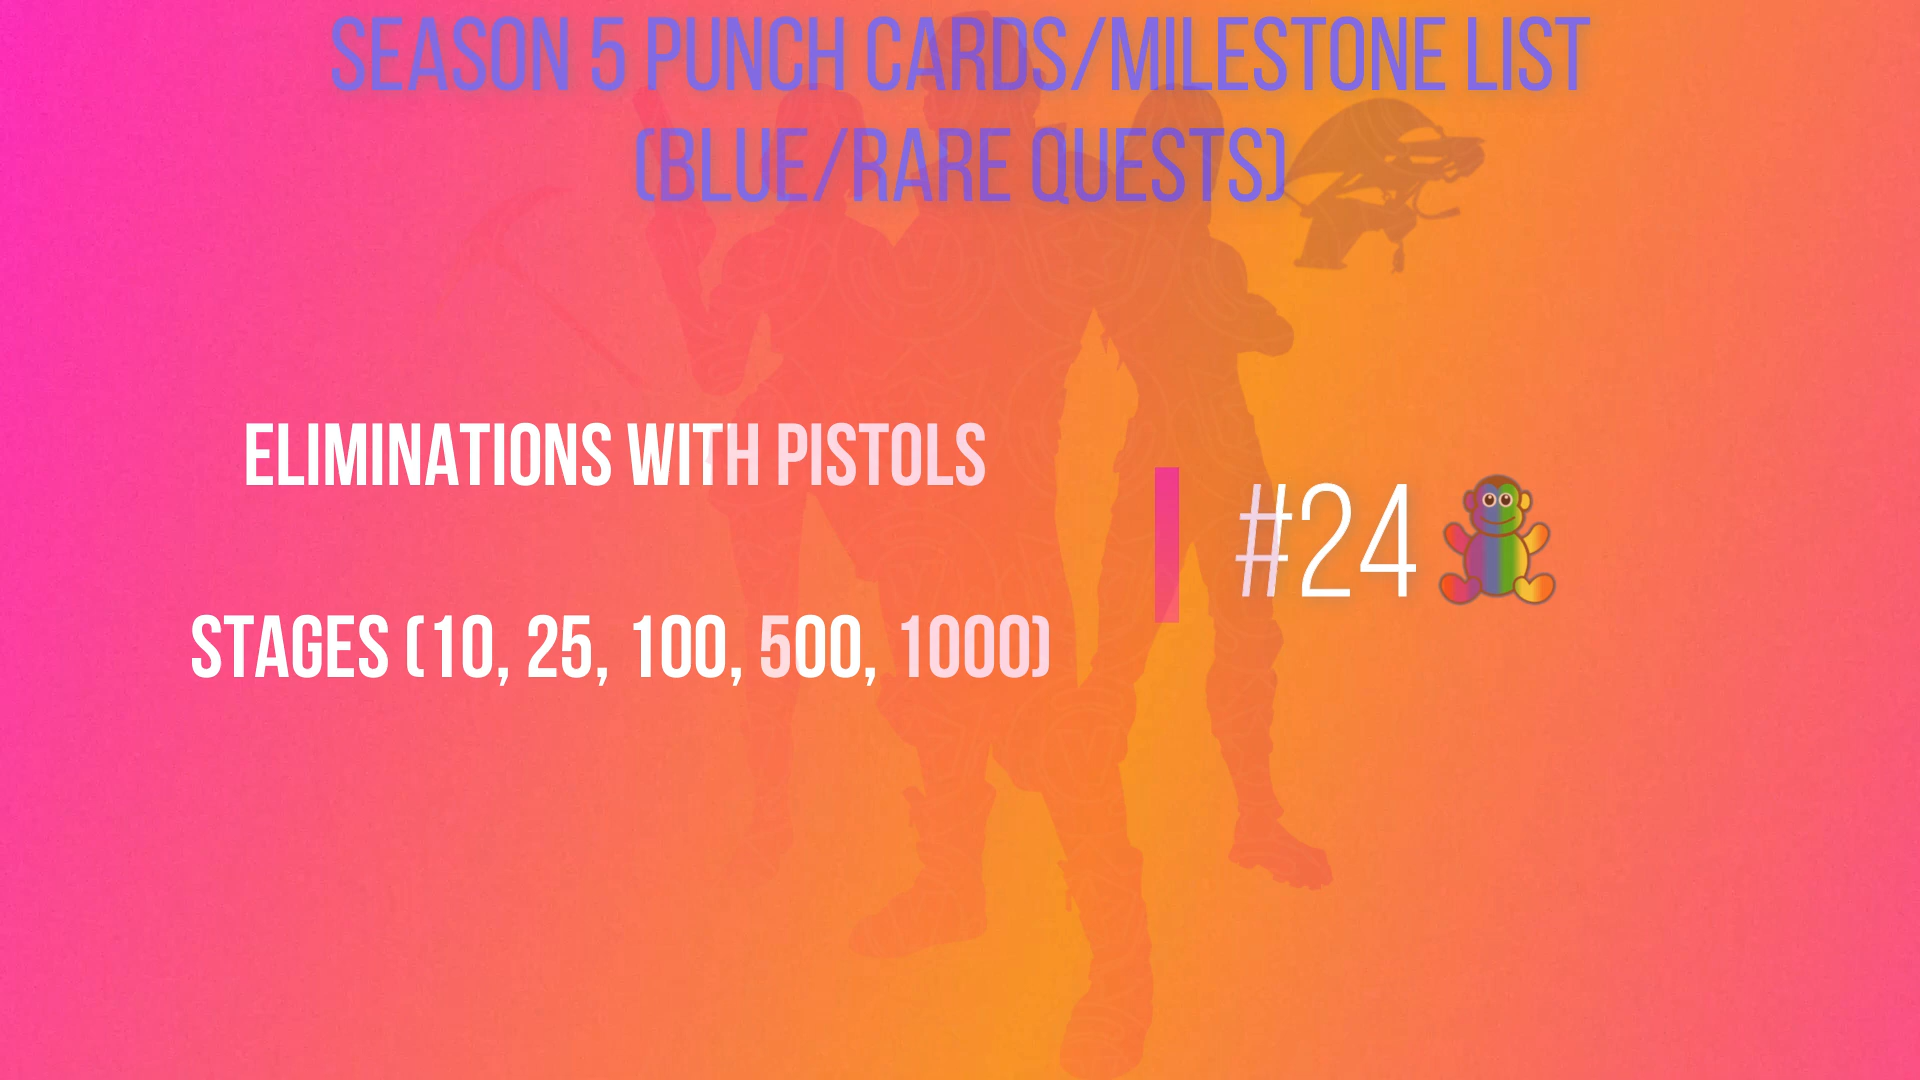 SEASON 5 PUNCH CARDS/MILESTONE LIST
(BLUE/RARE QUESTS)
ELIMINATIONS WITH PISTOLS
STAGES (10, 25, 100, 500, 1000)
#24